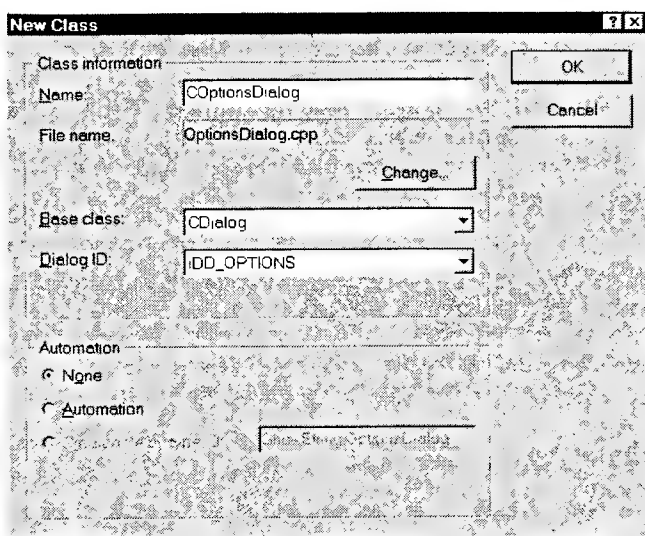 New Class
Class information
Name:
COptionsDialog
OK
File name
OptionsDialog.cpp
Cancel
Change...
Base class:
CDialog
Dialog ID:
IDD_OPTIONS
Automation
None
Automation